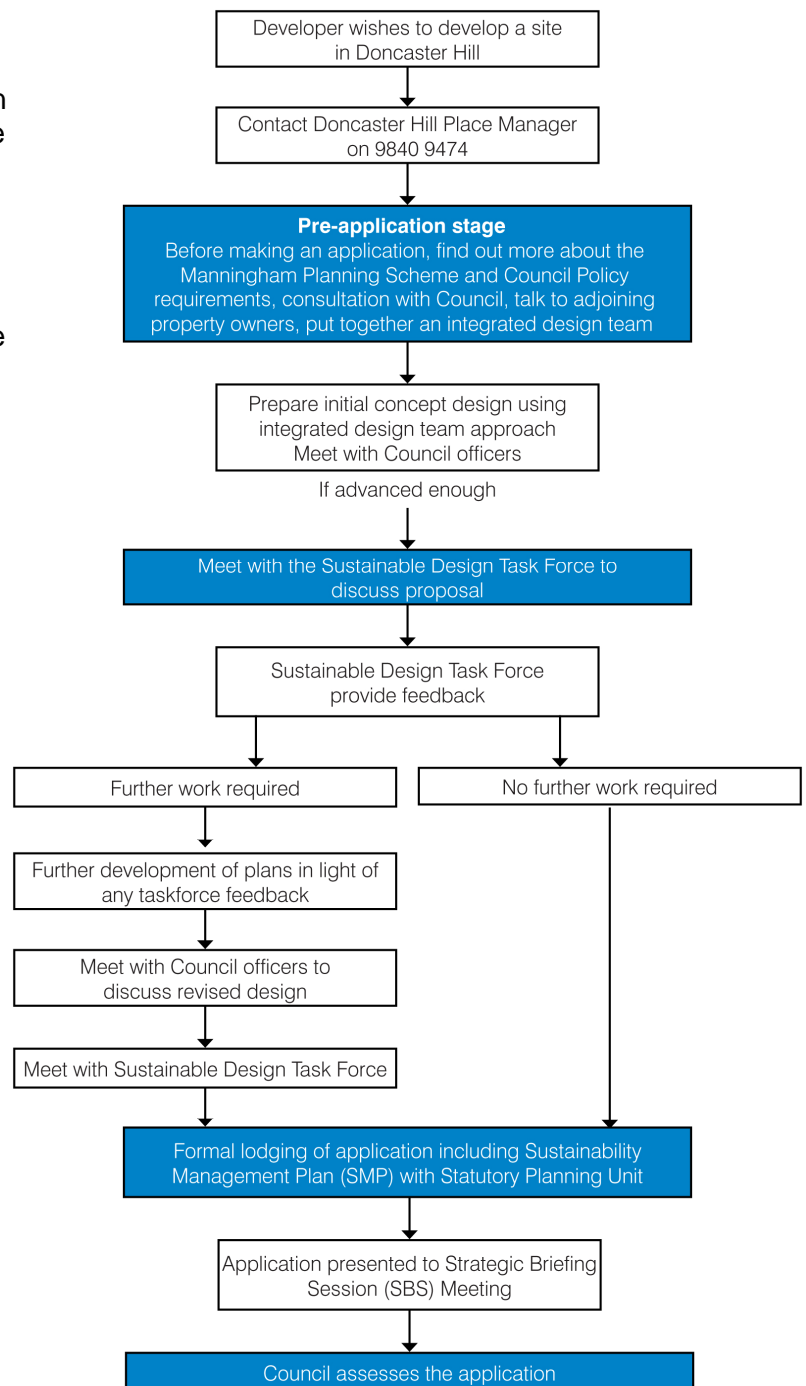 n
e
e
Developer wishes to develop a site
in Doncaster Hill
Contact Doncaster Hill Place Manager
on 9840 9474
Pre-application stage
Before making an application, find out more about the
Manningham Planning Scheme and Council Policy
requirements, consultation with Council, talk to adjoining
property owners, put together an integrated design team
Prepare initial concept design using
integrated design team approach
Meet with Council officers
If advanced enough
Meet with the Sustainable Design Task Force to
discuss proposal
Sustainable Design Task Force
provide feedback
Further work required
No further work required
Further development of plans in light of
any taskforce feedback
Meet with Council officers to
discuss revised design
Meet with Sustainable Design Task Force
Formal lodging of application including Sustainability
Management Plan (SMP) with Statutory Planning Unit
Application presented to Strategic Briefing
Session (SBS) Meeting
Council assesses the application